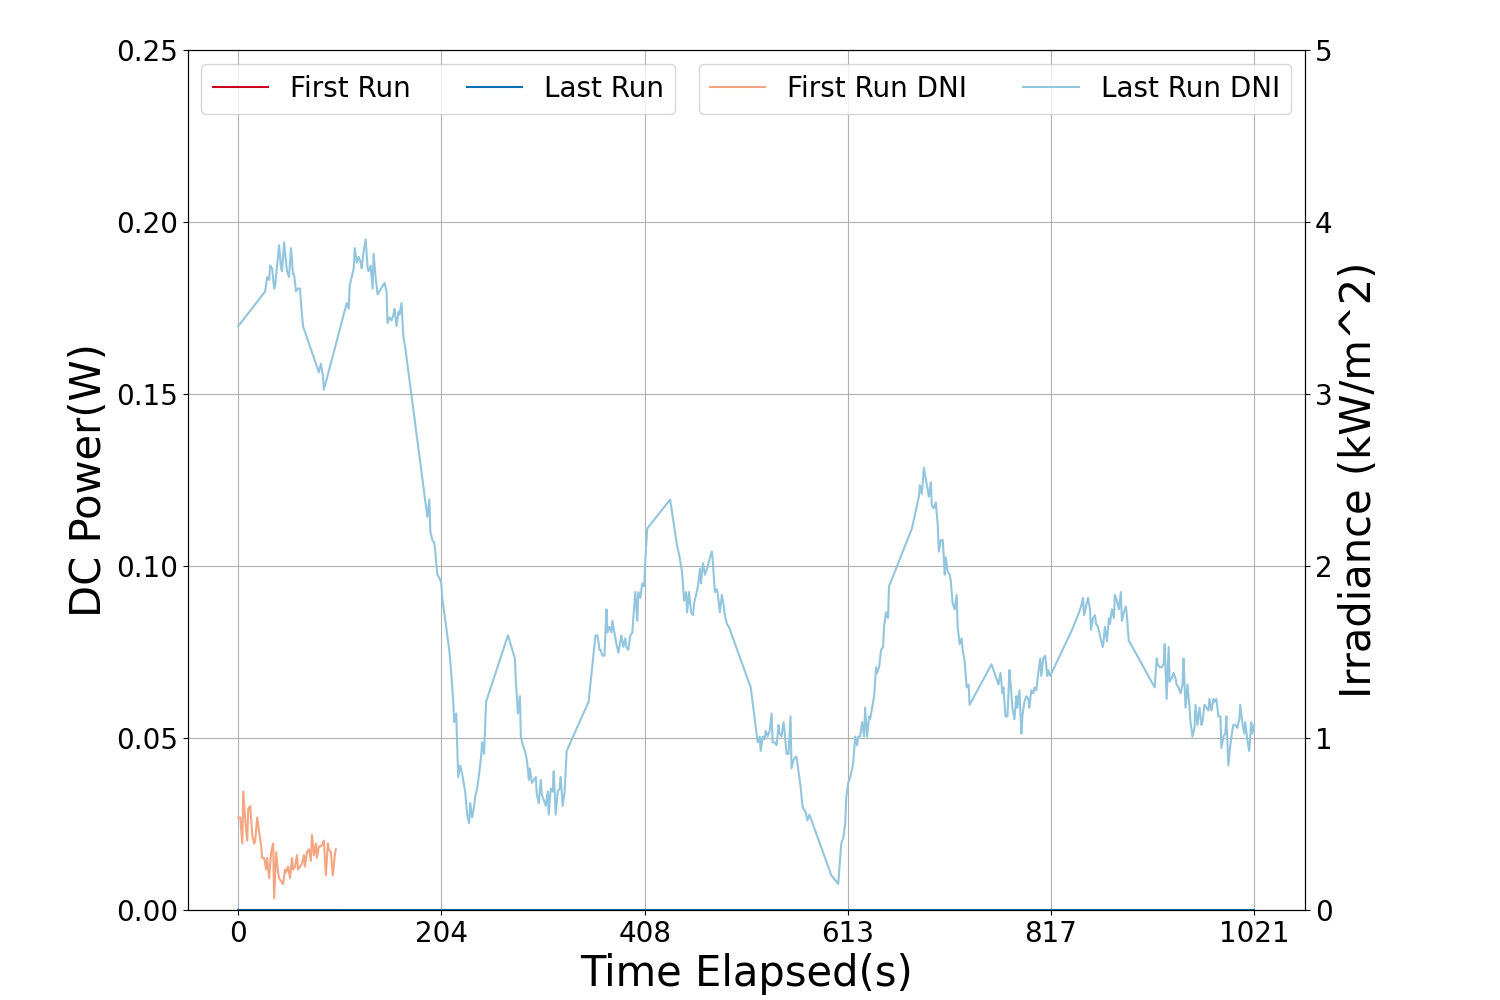 First Run
Last Run
First Run DNI
Last Run DNI
DC Power(W)
0.25
0.20
0.15
0.10
0.05
0.00
5
4
3
2
1
0
Irradiance (kW/m^2)
0
204
408
613
817
1021
Time Elapsed(s)